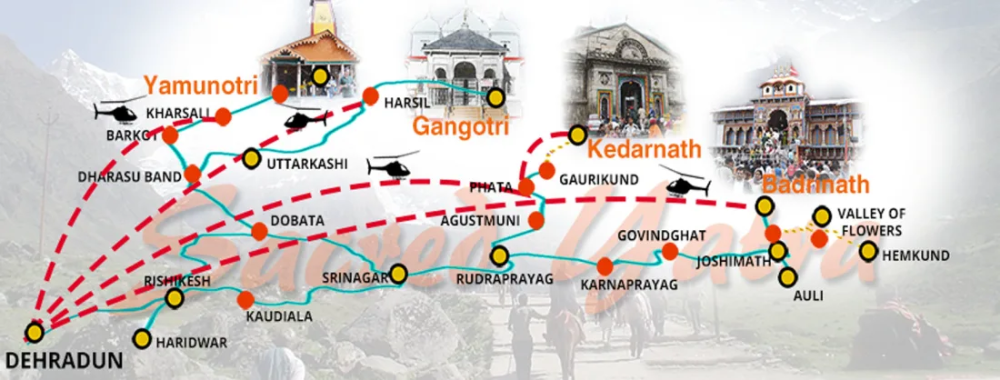 Yamunotri
KHARSALI
BARKOT
HARSIL
Gangotri
Kedarnath
UTTARKASHI
DHARASU BAND
PHATA
GAURIKUND
Badrinath
DOBATA
AGUSTMUNI
VALLEY OF
FLOWERS
GOVINDGHAT
HEMKUND
JOSHIMATH
RISHIKESH
SRINAGAR
RUDRAPRAYAG
KARNAPRAYAG
AULI
KAUDIALA
HARIDWAR
DEHRADUN
Sacred Yatra